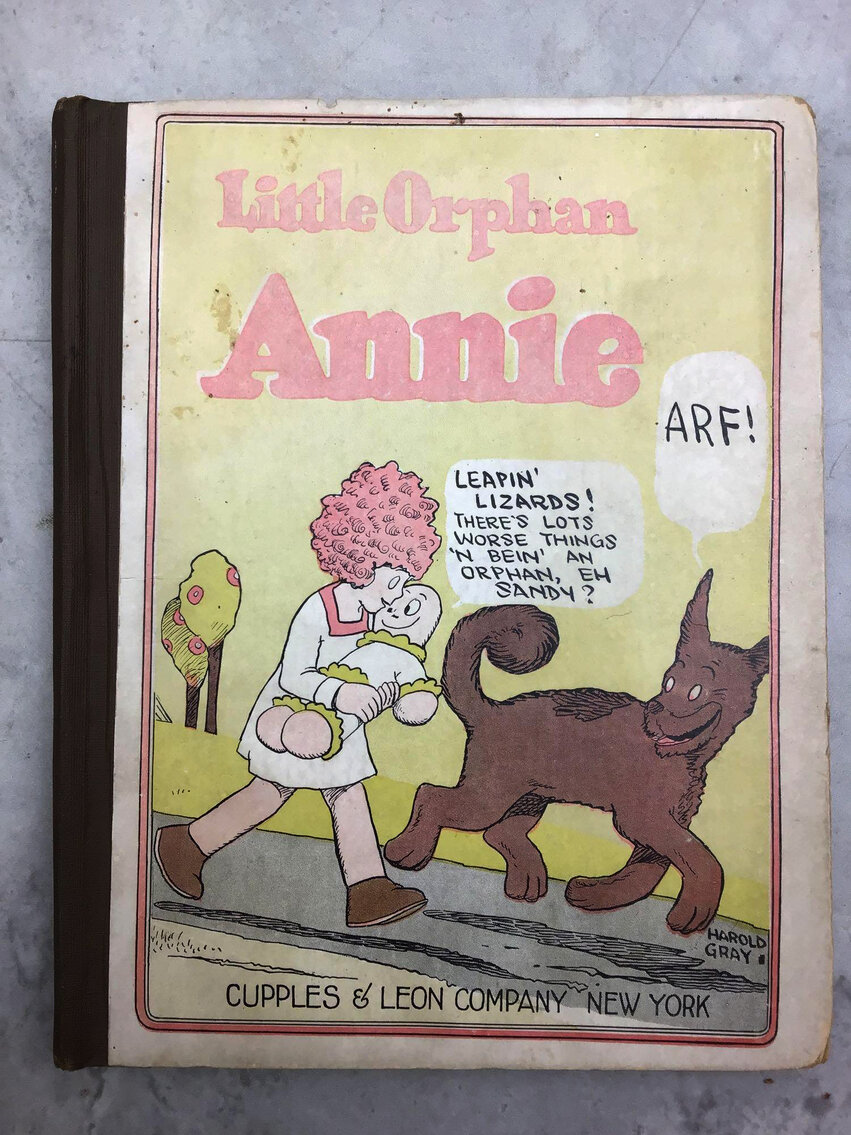 Little Orphan
Annie
ARF!
LEAPIN'
LIZARDS!
THERE'S LOTS
WORSE THINGS
'N BEIN' AN
ORPHAN, EH
SANDY?
HAROLD
GRAY
CUPPLES & LEON COMPANY NEW YORK